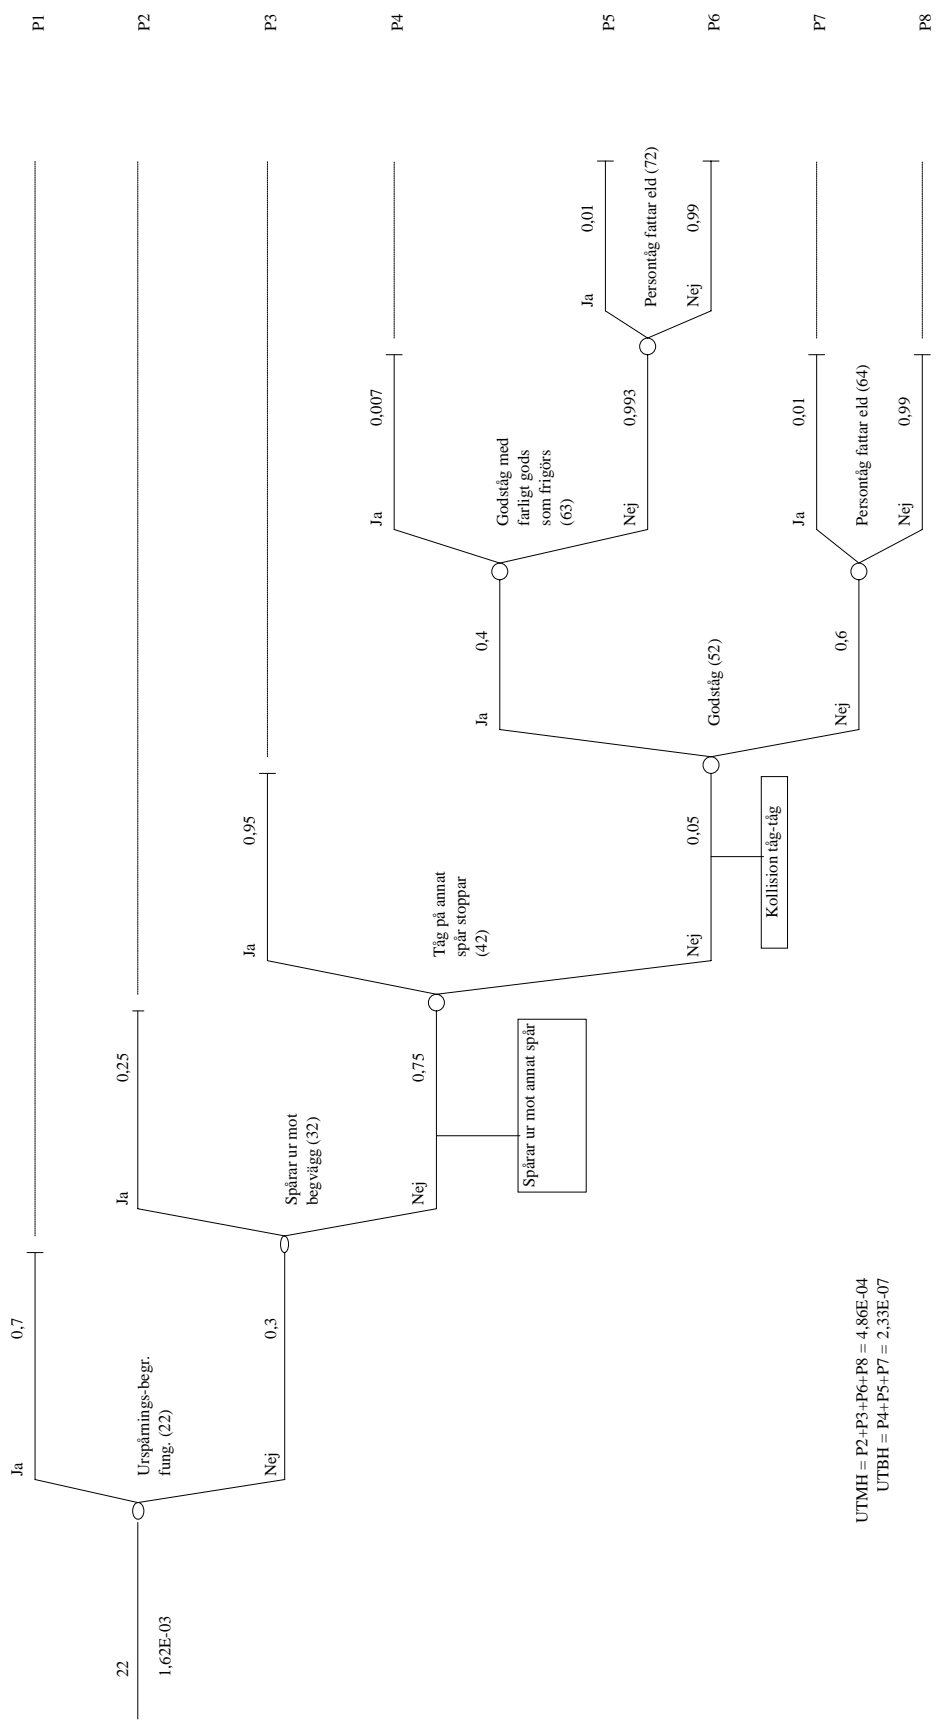 22
1,62E-03
Urspårnings-begr.
fung. (22)
Ja
0,7
Nej
0,3
Spårar ur mot
begvägg (32)
Ja
0,25
Nej
0,75
Spårar ur mot annat spår
Tåg på annat
spår stoppar
(42)
Ja
0,95
Nej
0,05
Kollision tåg-tåg
Godståg (52)
Ja
0,4
Nej
0,6
Godståg med
farligt gods
som frigörs
(63)
Ja
0,007
Nej
0,993
Persontåg fattar eld (64)
Ja
0,01
Nej
0,99
Persontåg fattar eld (72)
Ja
0,01
Nej
0,99
P1
P2
P3
P4
P5
P6
P7
P8
UTMH = P2+P3+P6+P8 = 4,86E-04
UTBH = P4+P5+P7 = 2,33E-07